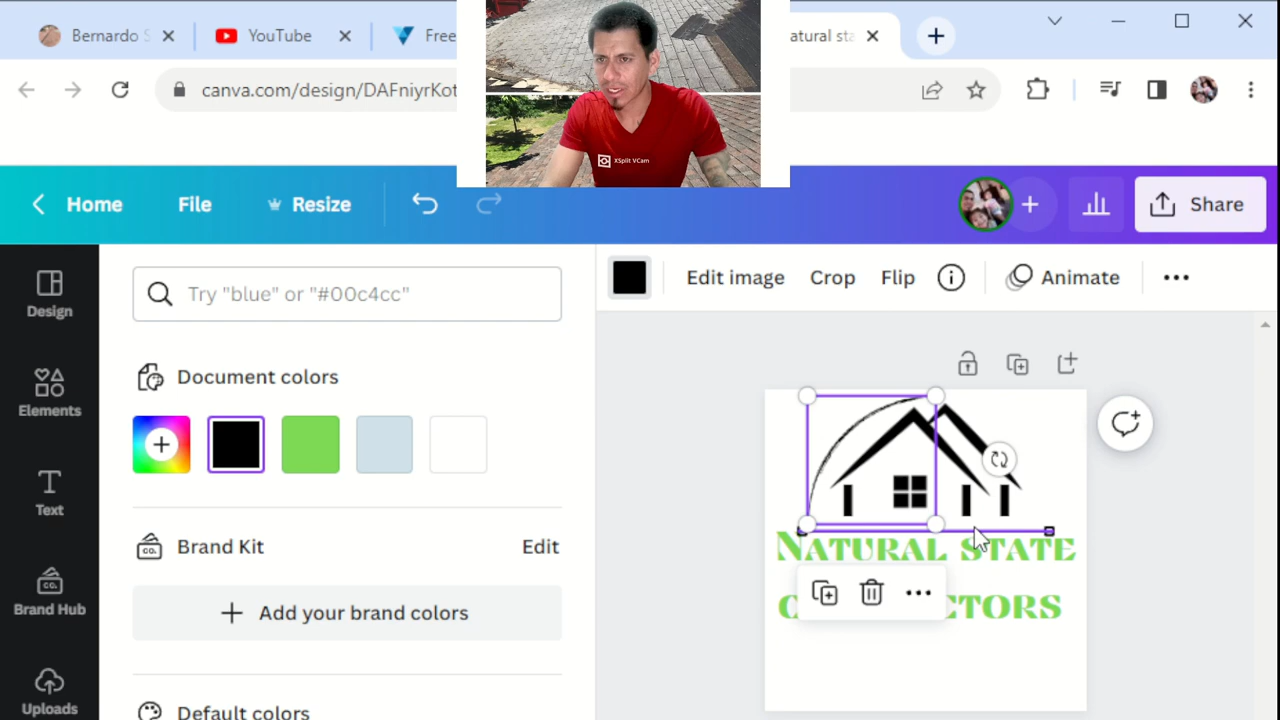 Bernardo S
YouTube
Free
atural sta
canva.com/design/DAFniyrKot
XSplit VCam
Home
File
Resize
Share
Design
Elements
Text
Brand Hub
Uploads
Try "blue" or "#00c4cc"
Document colors
CO.
Brand Kit
Edit
Add your brand colors
Default colors
Edit image
Crop
Flip
Animate
NATURAL STATE
C CTORS